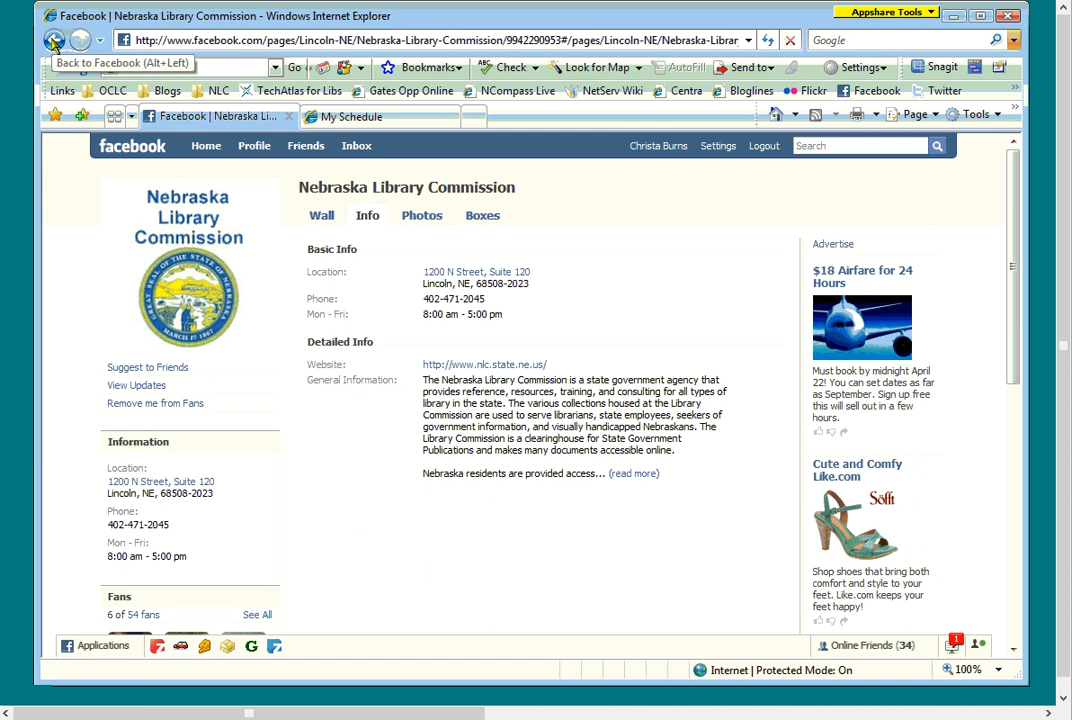 Facebook | Nebraska Library Commission - Windows Internet Explorer
Appshare Tools
http://www.facebook.com/pages/Lincoln-NE/Nebraska-Library-Commission/9942290953#/pages/Lincoln-NE/Nebraska-Librar
Google
Back to Facebook (Alt+Left)
Go
Bookmarks
ABC
Check
Look for Map
AutoFill
Send to
Settings
Snagit
Links
OCLC
Blogs
NLC
TechAtlas for Libs
Gates Opp Online
NCompass Live
NetServ Wiki
Centra
Bloglines
Flickr
Facebook
Twitter
Facebook | Nebraska Li...
My Schedule
Page
Tools
facebook
Home
Profile
Friends
Inbox
Christa Burns
Settings
Logout
Search
Nebraska
Library
Commission
GREAT SEAL OF THE STATE OF NEBRASKA
MARCH 1ST 1867
Suggest to Friends
View Updates
Remove me from Fans
Information
Location:
1200 N Street, Suite 120
Lincoln, NE, 68508-2023
Phone:
402-471-2045
Mon - Fri:
8:00 am - 5:00 pm
Fans
6 of 54 fans
See All
Nebraska Library Commission
Wall
Info
Photos
Boxes
Basic Info
Location: 1200 N Street, Suite 120
Lincoln, NE, 68508-2023
Phone: 402-471-2045
Mon - Fri: 8:00 am - 5:00 pm
Detailed Info
Website: http://www.nlc.state.ne.us/
General Information: The Nebraska Library Commission is a state government agency that
provides reference, resources, training, and consulting for all types of
library in the state. The various collections housed at the Library
Commission are used to serve librarians, state employees, seekers of
government information, and visually handicapped Nebraskans. The
Library Commission is a clearinghouse for State Government
Publications and makes many documents accessible online.
Nebraska residents are provided access... (read more)
Advertise
$18 Airfare for 24
Hours
Must book by midnight April
22! You can set dates as far
as September. Sign up free
this will sell out in a few
hours.
Cute and Comfy
Like.com
Söfft
Shop shoes that bring both
comfort and style to your
feet. Like.com keeps your
feet happy!
Applications
G
Online Friends (34)
1
Internet | Protected Mode: On
100%